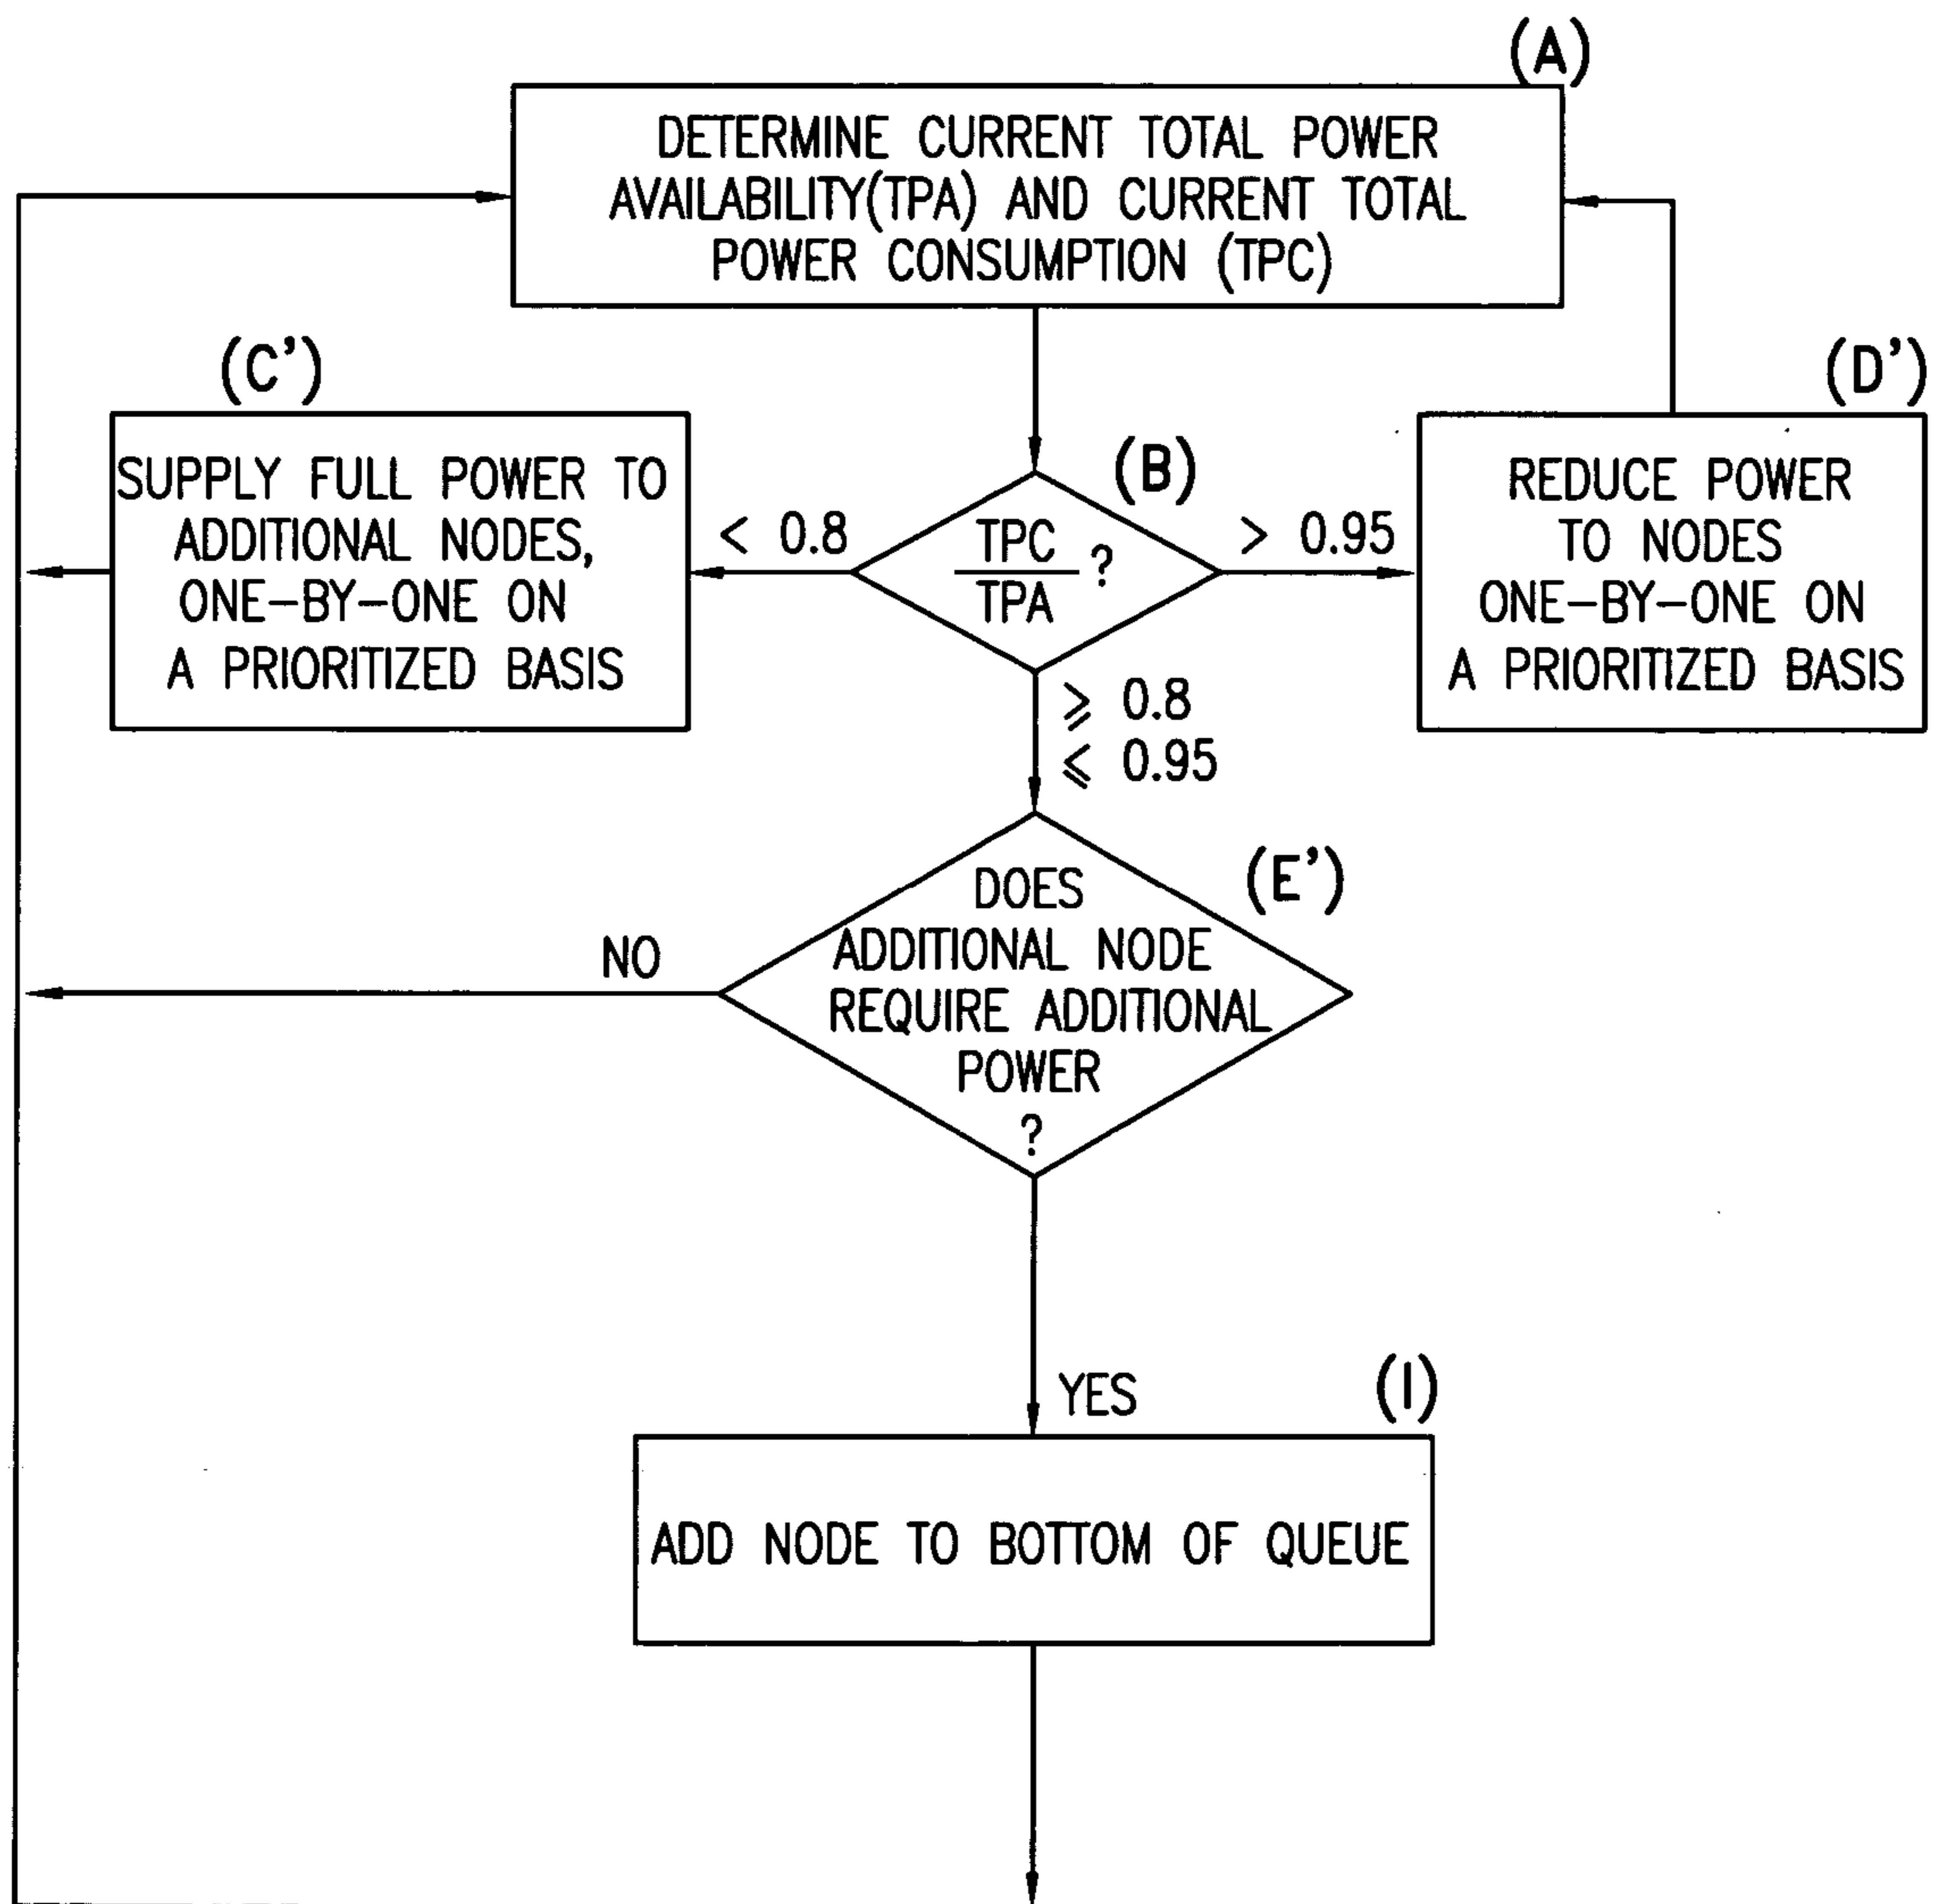 (A)
DETERMINE CURRENT TOTAL POWER
AVAILABILITY(TPA) AND CURRENT TOTAL
POWER CONSUMPTION (TPC)
(C')
SUPPLY FULL POWER TO
ADDITIONAL NODES,
ONE-BY-ONE ON
A PRIORITIZED BASIS
< 0.8
(B)
TPC
TPA
?
> 0.95
(D')
REDUCE POWER
TO NODES
ONE-BY-ONE ON
A PRIORITIZED BASIS
⩾ 0.8
⩽ 0.95
(E')
DOES
ADDITIONAL NODE
REQUIRE ADDITIONAL
POWER
?
NO
YES
(I)
ADD NODE TO BOTTOM OF QUEUE